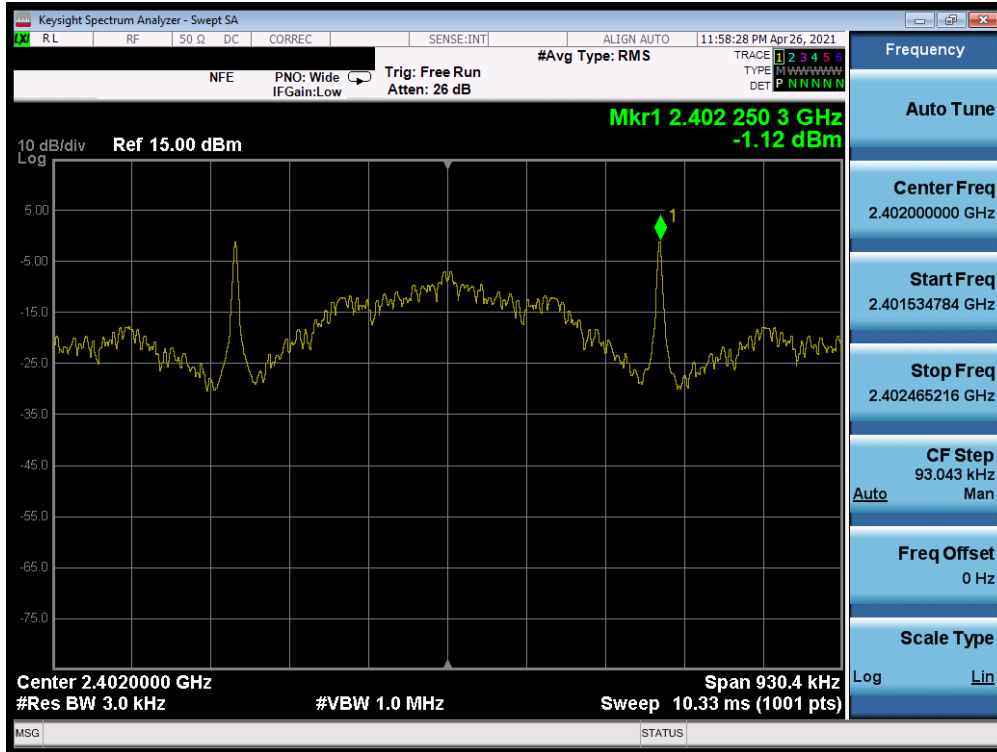 Keysight Spectrum Analyzer - Swept SA
LXI RL RF 50 Ω DC CORREC SENSE:INT ALIGN AUTO 11:58:28 PM Apr 26, 2021
#Avg Type: RMS TRACE 1 2 3 4 5 6
NFE PNO: Wide Trig: Free Run TYPE M WWWWW
IFGain:Low Atten: 26 dB DET P N N N N N
Mkr1 2.402 250 3 GHz
-1.12 dBm
10 dB/div Ref 15.00 dBm
Log
1
5.00
-5.00
-15.0
-25.0
-35.0
-45.0
-55.0
-65.0
-75.0
Center 2.4020000 GHz Span 930.4 kHz
#Res BW 3.0 kHz #VBW 1.0 MHz Sweep 10.33 ms (1001 pts)
MSG STATUS
Frequency
Auto Tune
Center Freq
2.402000000 GHz
Start Freq
2.401534784 GHz
Stop Freq
2.402465216 GHz
CF Step
93.043 kHz
Auto Man
Freq Offset
0 Hz
Scale Type
Log Lin